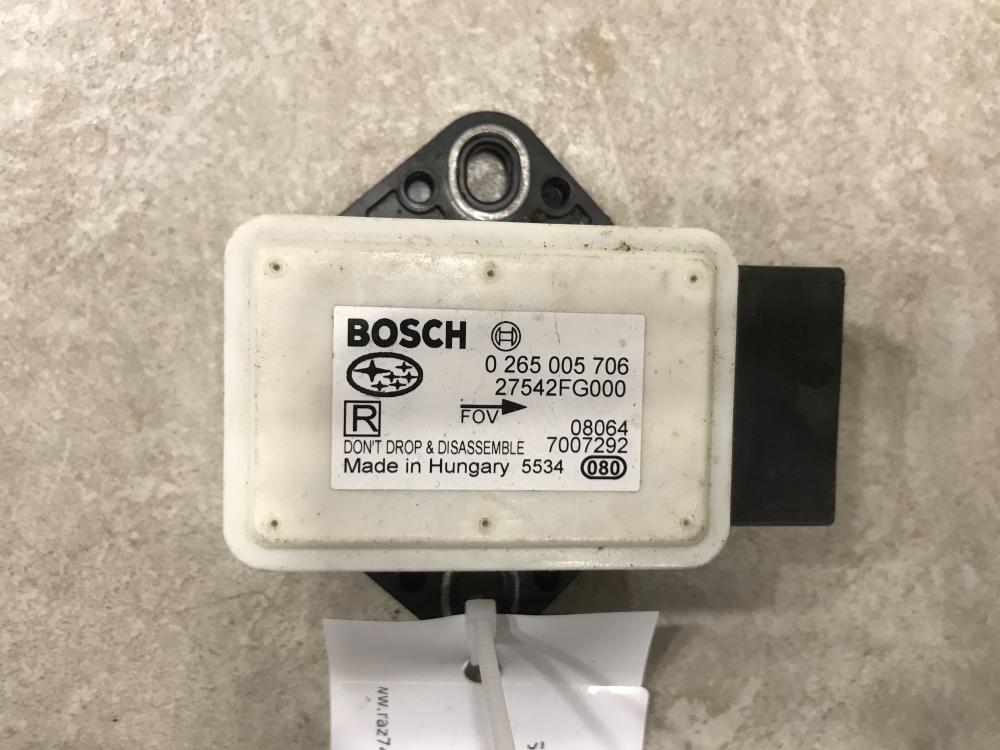 BOSCH
0 265 005 706
27542FG000
R
FOV
08064
DON'T DROP & DISASSEMBLE 7007292
Made in Hungary 5534 080